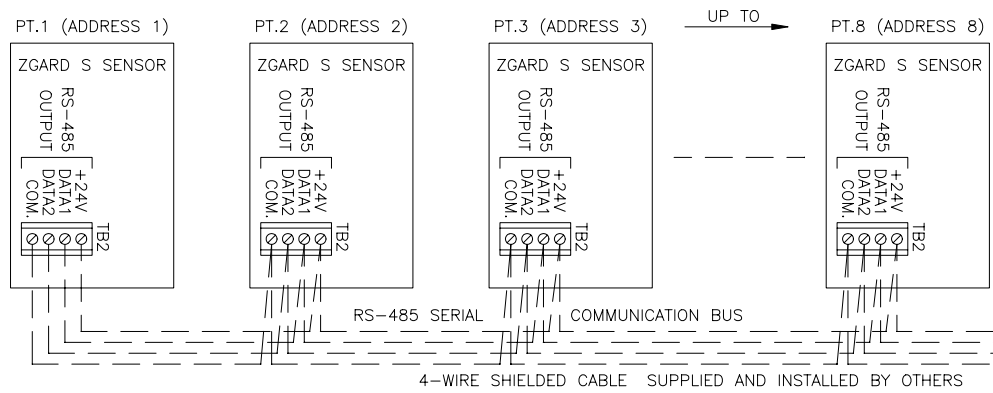 UP TO
PT.1 (ADDRESS 1)
PT.2 (ADDRESS 2)
PT.3 (ADDRESS 3)
PT.8 (ADDRESS 8)
ZGARD S SENSOR
RS-485
OUTPUT
+24V
DATA1
DATA2
COM.
TB2
ZGARD S SENSOR
RS-485
OUTPUT
+24V
DATA1
DATA2
COM.
TB2
ZGARD S SENSOR
RS-485
OUTPUT
+24V
DATA1
DATA2
COM.
TB2
ZGARD S SENSOR
RS-485
OUTPUT
+24V
DATA1
DATA2
COM.
TB2
RS-485 SERIAL COMMUNICATION BUS
4-WIRE SHIELDED CABLE SUPPLIED AND INSTALLED BY OTHERS